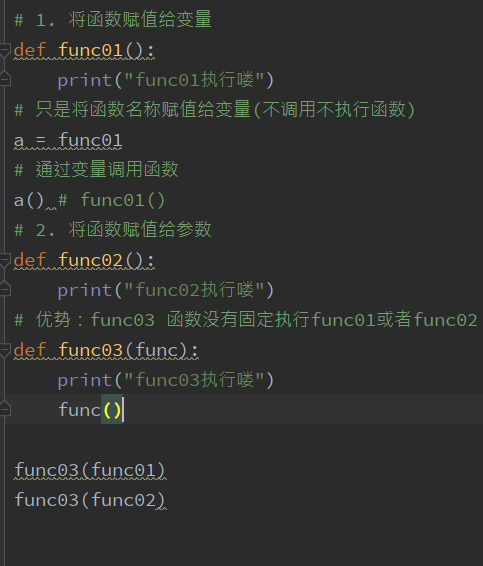 # 1. 将函数赋值给变量
def func01():
    print("func01执行喽")
# 只是将函数名称赋值给变量(不调用不执行函数)
a = func01
# 通过变量调用函数
a() # func01()
# 2. 将函数赋值给参数
def func02():
    print("func02执行喽")
# 优势：func03 函数没有固定执行func01或者func02
def func03(func):
    print("func03执行喽")
    func()
func03(func01)
func03(func02)